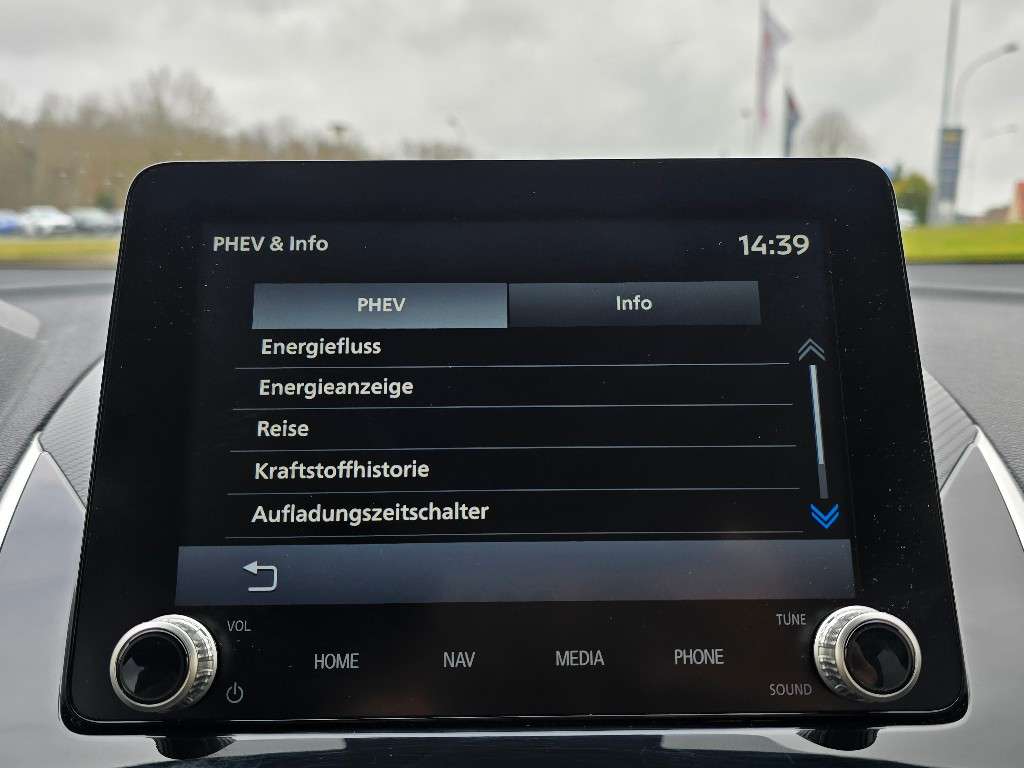 PHEV & Info 14:39
PHEV Info
Energiefluss
Energieanzeige
Reise
Kraftstoffhistorie
Aufladungszeitschalter
VOL TUNE
HOME NAV MEDIA PHONE
SOUND